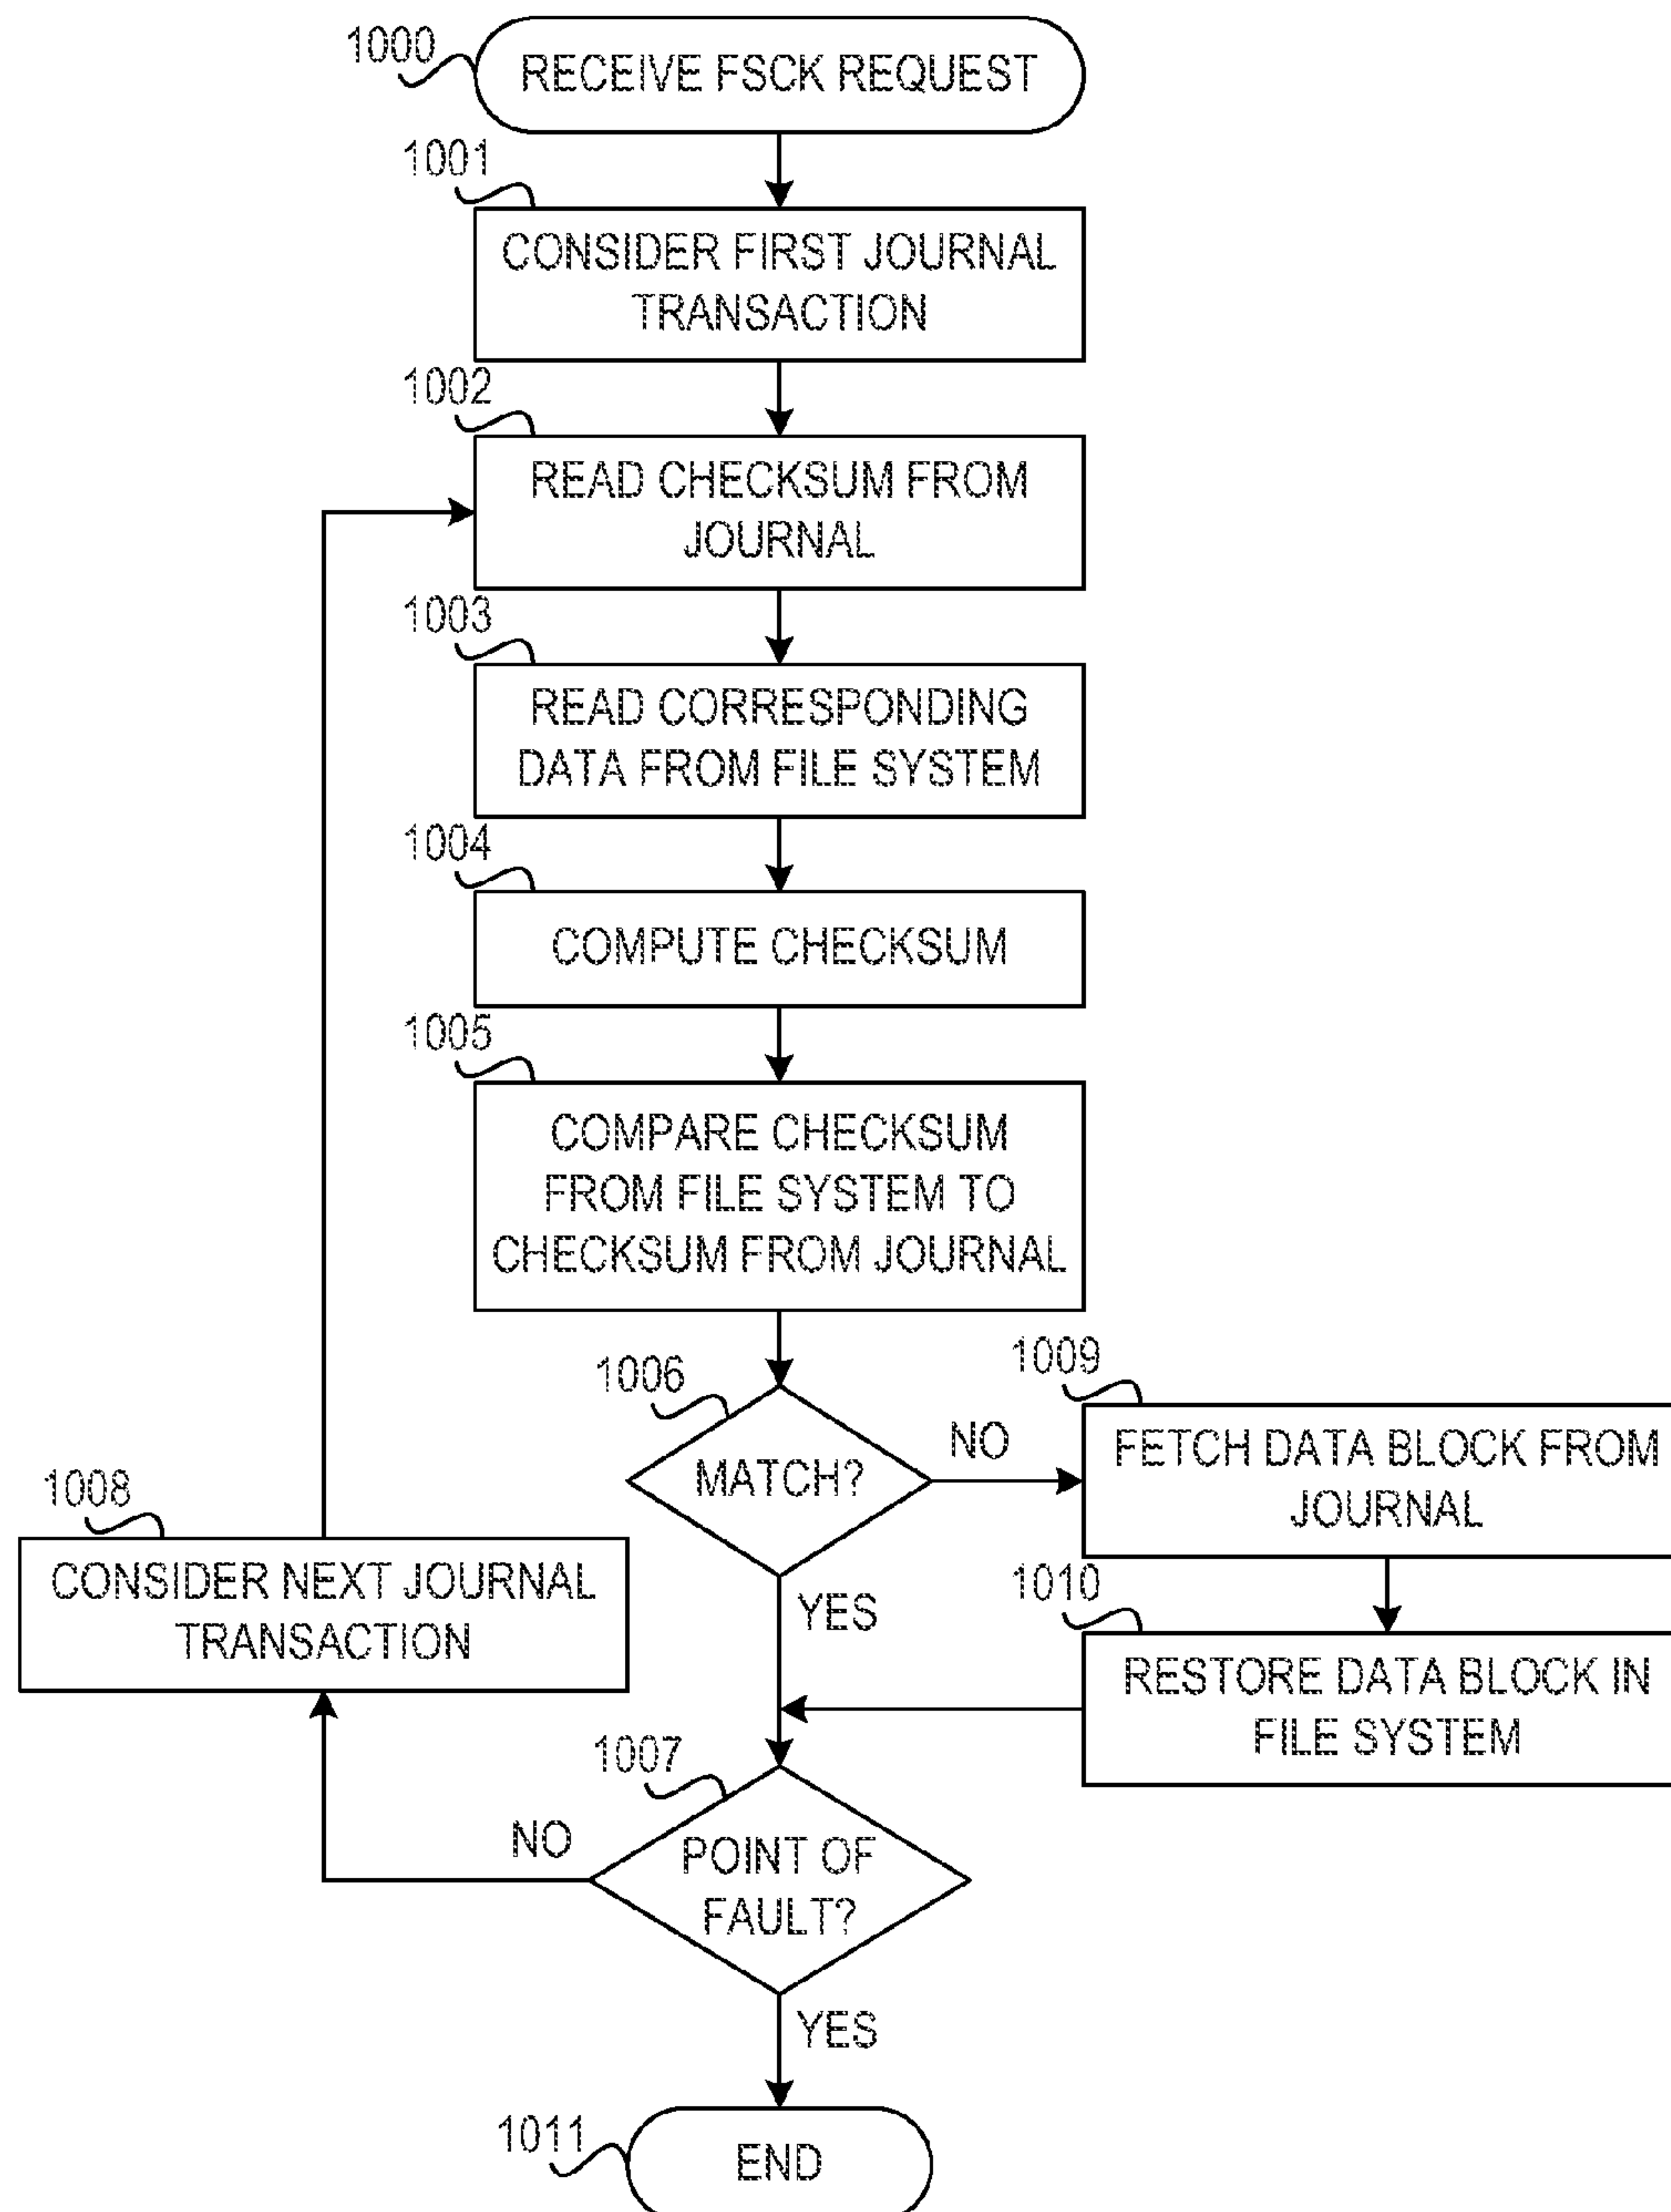 1000
RECEIVE FSCK REQUEST
1001
CONSIDER FIRST JOURNAL
TRANSACTION
1002
READ CHECKSUM FROM
JOURNAL
1003
READ CORRESPONDING
DATA FROM FILE SYSTEM
1004
COMPUTE CHECKSUM
1005
COMPARE CHECKSUM
FROM FILE SYSTEM TO
CHECKSUM FROM JOURNAL
1006
MATCH?
NO
YES
1009
FETCH DATA BLOCK FROM
JOURNAL
1010
RESTORE DATA BLOCK IN
FILE SYSTEM
1008
CONSIDER NEXT JOURNAL
TRANSACTION
1007
POINT OF
FAULT?
NO
YES
1011
END